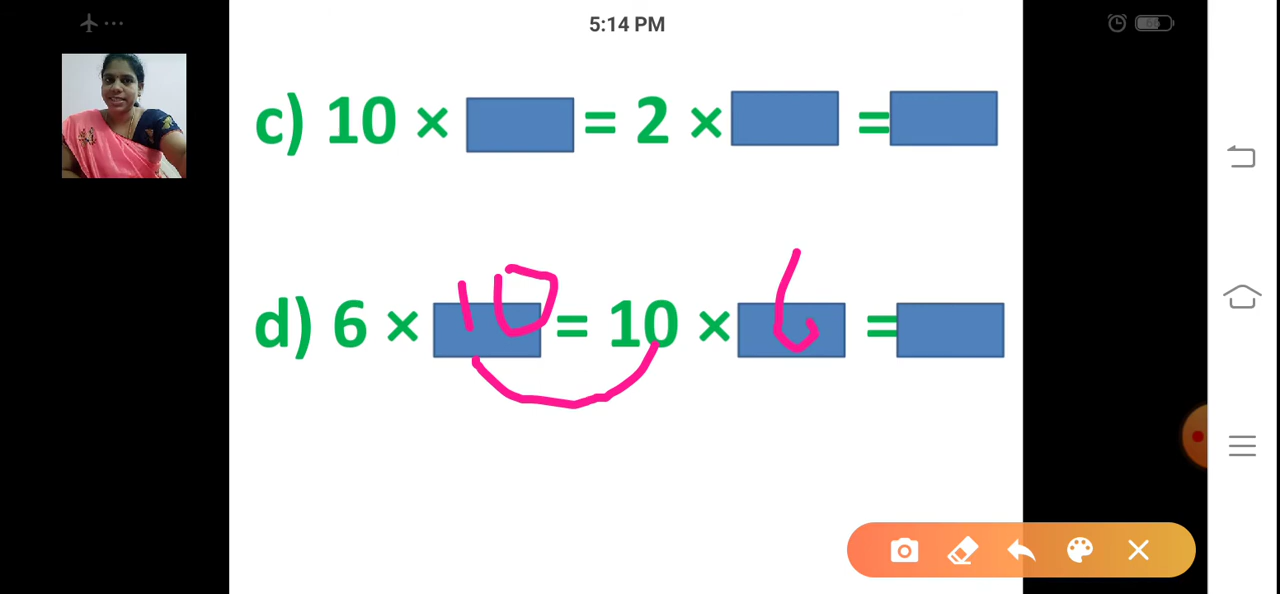 5:14 PM
c) 10 × = 2 × =
d) 6 × 10 = 10 × 6 =